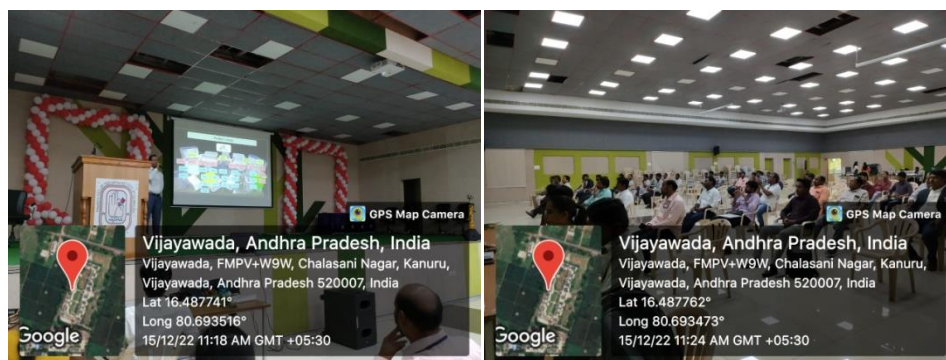 GPS Map Camera
Vijayawada, Andhra Pradesh, India
Vijayawada, FMPV+W9W, Chalasani Nagar, Kanuru,
Vijayawada, Andhra Pradesh 520007, India
Lat 16.487741°
Long 80.693516°
15/12/22 11:18 AM GMT +05:30
Google
GPS Map Camera
Vijayawada, Andhra Pradesh, India
Vijayawada, FMPV+W9W, Chalasani Nagar, Kanuru,
Vijayawada, Andhra Pradesh 520007, India
Lat 16.487762°
Long 80.693473°
15/12/22 11:24 AM GMT +05:30
Google